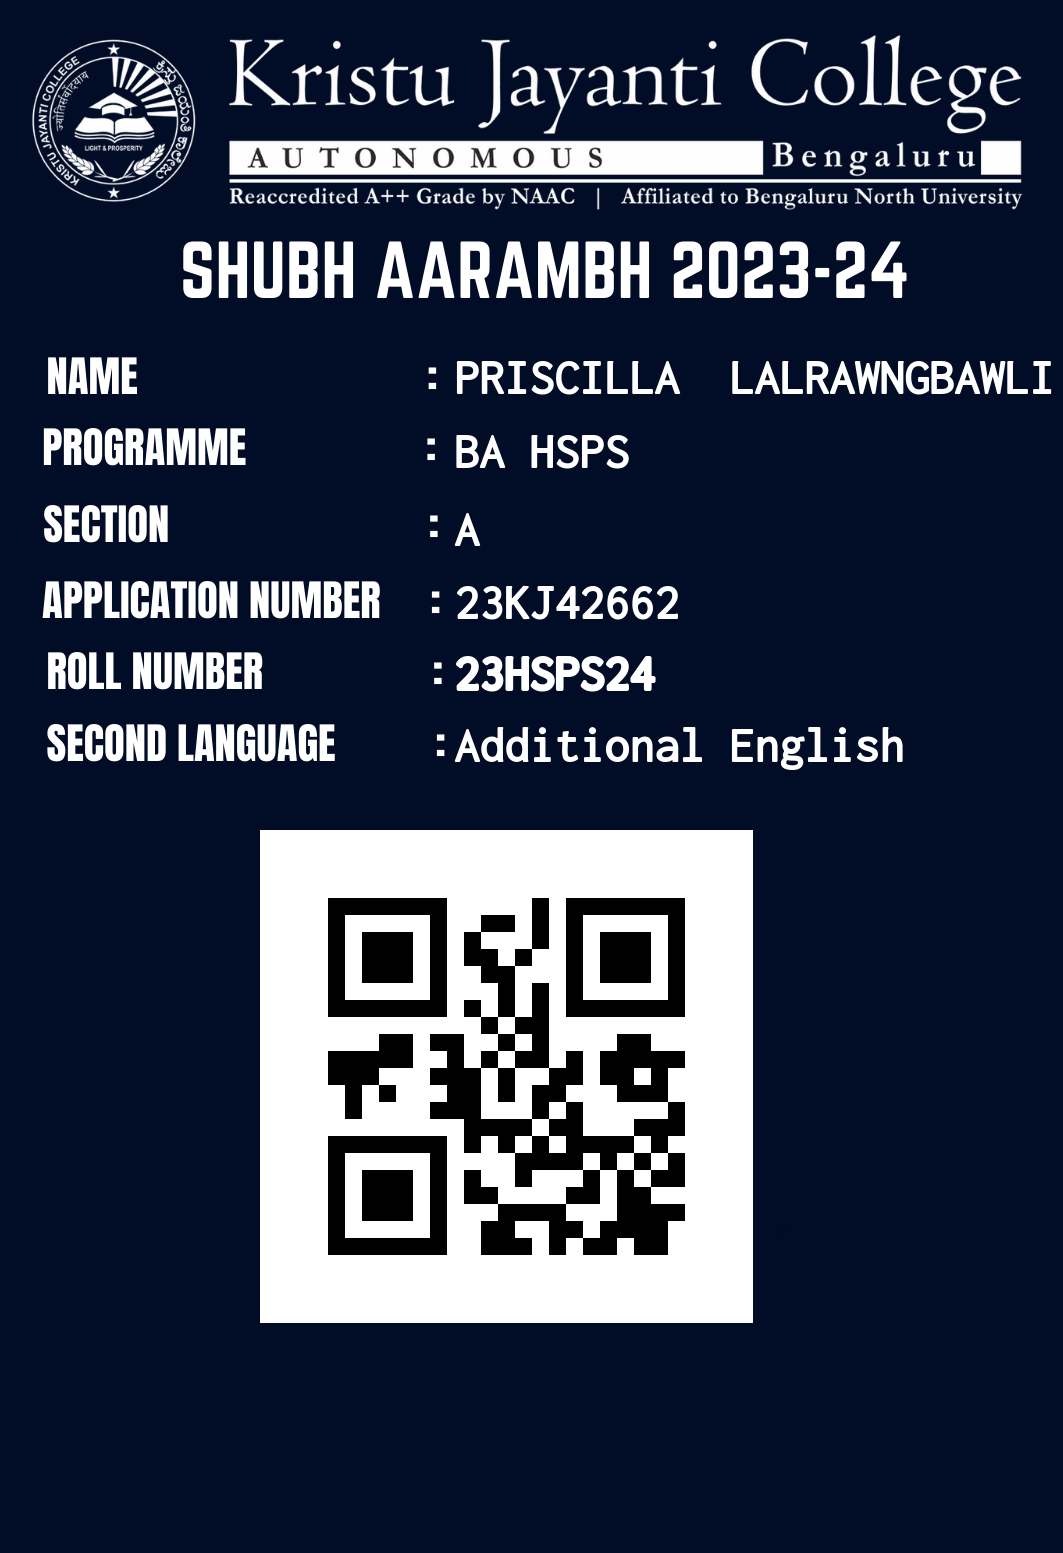 KRISTU JAYANTI COLLEGE
LIGHT & PROSPERITY
Kristu Jayanti College
AUTONOMOUS Bengaluru
Reaccredited A++ Grade by NAAC | Affiliated to Bengaluru North University
SHUBH AARAMBH 2023-24
NAME : PRISCILLA LALRAWNGBAWLI
PROGRAMME : BA HSPS
SECTION : A
APPLICATION NUMBER : 23KJ42662
ROLL NUMBER : 23HSPS24
SECOND LANGUAGE : Additional English